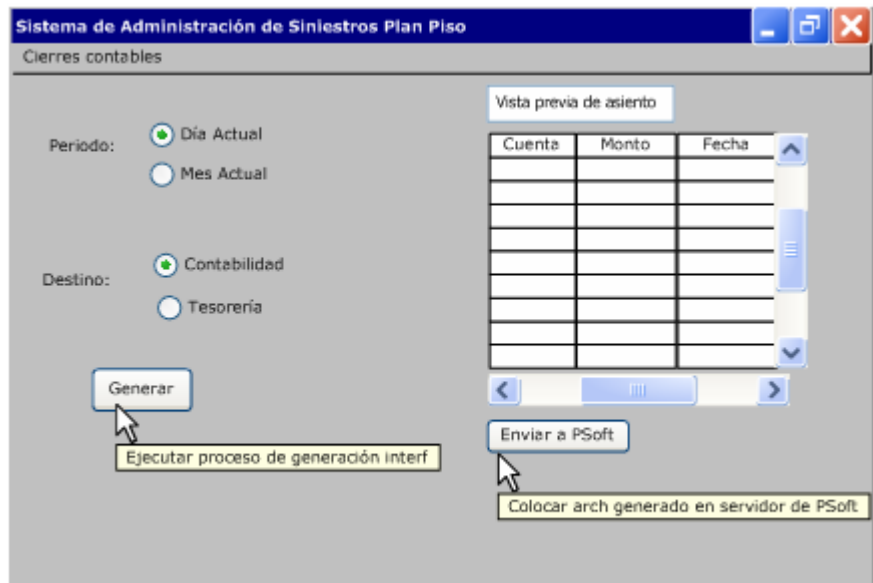 Sistema de Administración de Siniestros Plan Piso
Cierres contables
Periodo:
Día Actual
Mes Actual
Destino:
Contabilidad
Tesorería
Generar
Ejecutar proceso de generación interf
Vista previa de asiento
Cuenta Monto Fecha
Enviar a PSoft
Colocar arch generado en servidor de PSoft